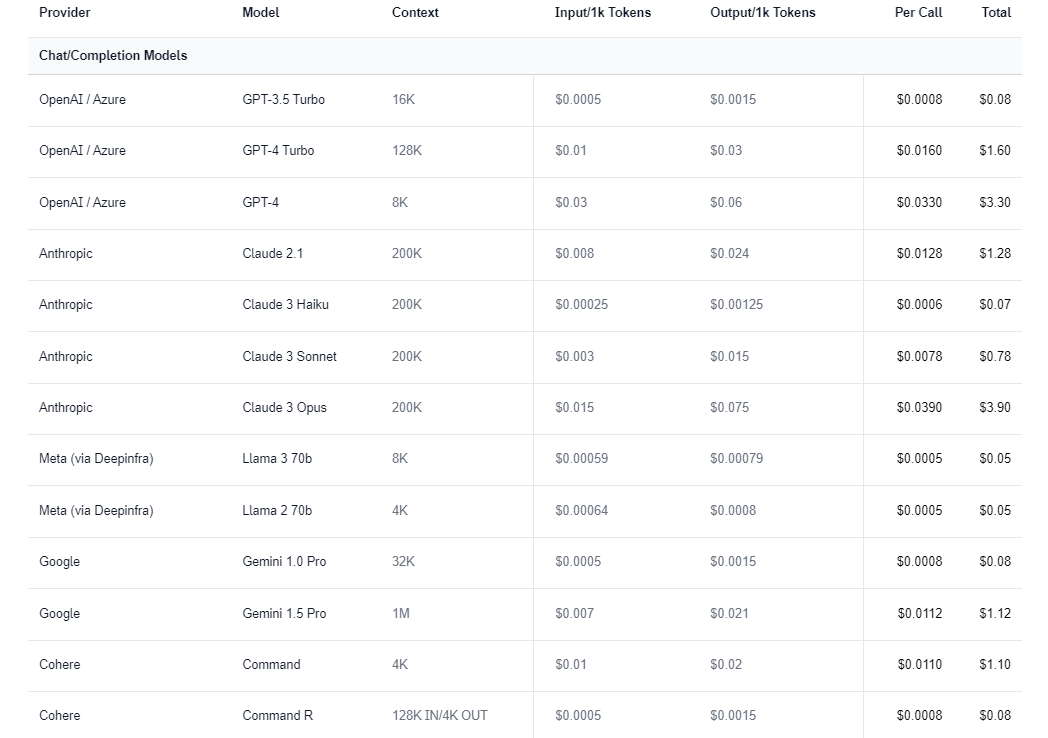 Provider Model Context Input/1k Tokens Output/1k Tokens Per Call Total
Chat/Completion Models
OpenAI / Azure GPT-3.5 Turbo 16K $0.0005 $0.0015 $0.0008 $0.08
OpenAI / Azure GPT-4 Turbo 128K $0.01 $0.03 $0.0160 $1.60
OpenAI / Azure GPT-4 8K $0.03 $0.06 $0.0330 $3.30
Anthropic Claude 2.1 200K $0.008 $0.024 $0.0128 $1.28
Anthropic Claude 3 Haiku 200K $0.00025 $0.00125 $0.0006 $0.07
Anthropic Claude 3 Sonnet 200K $0.003 $0.015 $0.0078 $0.78
Anthropic Claude 3 Opus 200K $0.015 $0.075 $0.0390 $3.90
Meta (via Deepinfra) Llama 3 70b 8K $0.00059 $0.00079 $0.0005 $0.05
Meta (via Deepinfra) Llama 2 70b 4K $0.00064 $0.0008 $0.0005 $0.05
Google Gemini 1.0 Pro 32K $0.0005 $0.0015 $0.0008 $0.08
Google Gemini 1.5 Pro 1M $0.007 $0.021 $0.0112 $1.12
Cohere Command 4K $0.01 $0.02 $0.0110 $1.10
Cohere Command R 128K IN/4K OUT $0.0005 $0.0015 $0.0008 $0.08